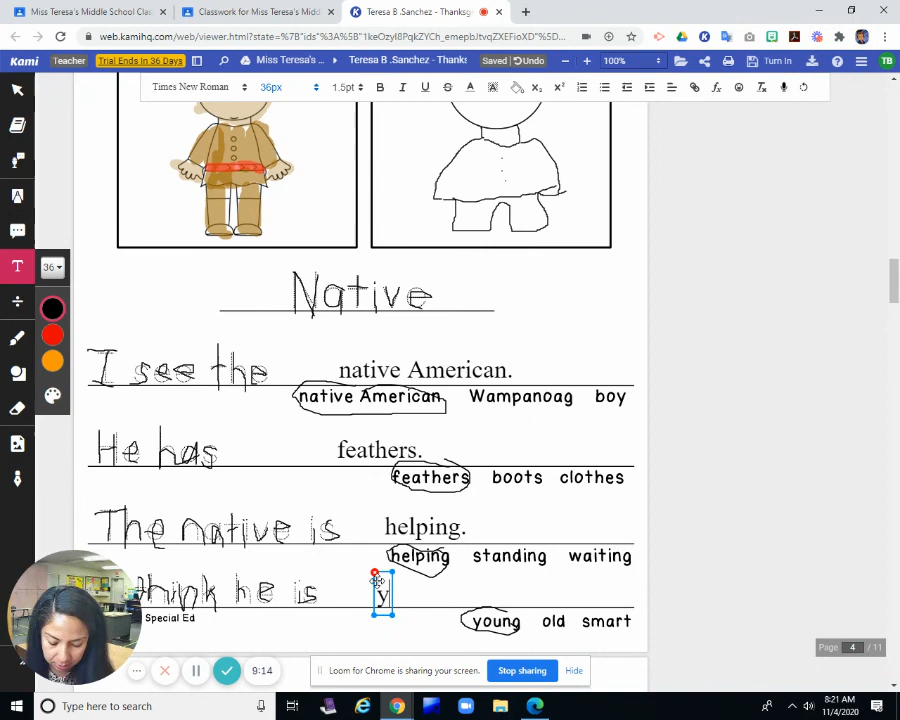 Miss Teresa's Middle School Class
Classwork for Miss Teresa's Middl
Teresa B .Sanchez - Thanksg
web.kamihq.com/web/viewer.html?state=%7B"ids"%3A%5B"1keOzyI8PqkZYCh_emepbJtvqZXEFioXD"%5D%...
Kami Teacher Trial Ends In 36 Days Miss Teresa's ... Teresa B .Sanchez - Thanks Saved Undo 100% Turn In TB
Times New Roman 36px 1.5pt B I U S A
36
Native
I see the native American.
native American Wampanoag boy
He has feathers.
feathers boots clothes
The native is helping.
helping standing waiting
think he is y
Special Ed young old smart
Page 4 / 11
9:14
Loom for Chrome is sharing your screen. Stop sharing Hide
Type here to search
8:21 AM
11/4/2020